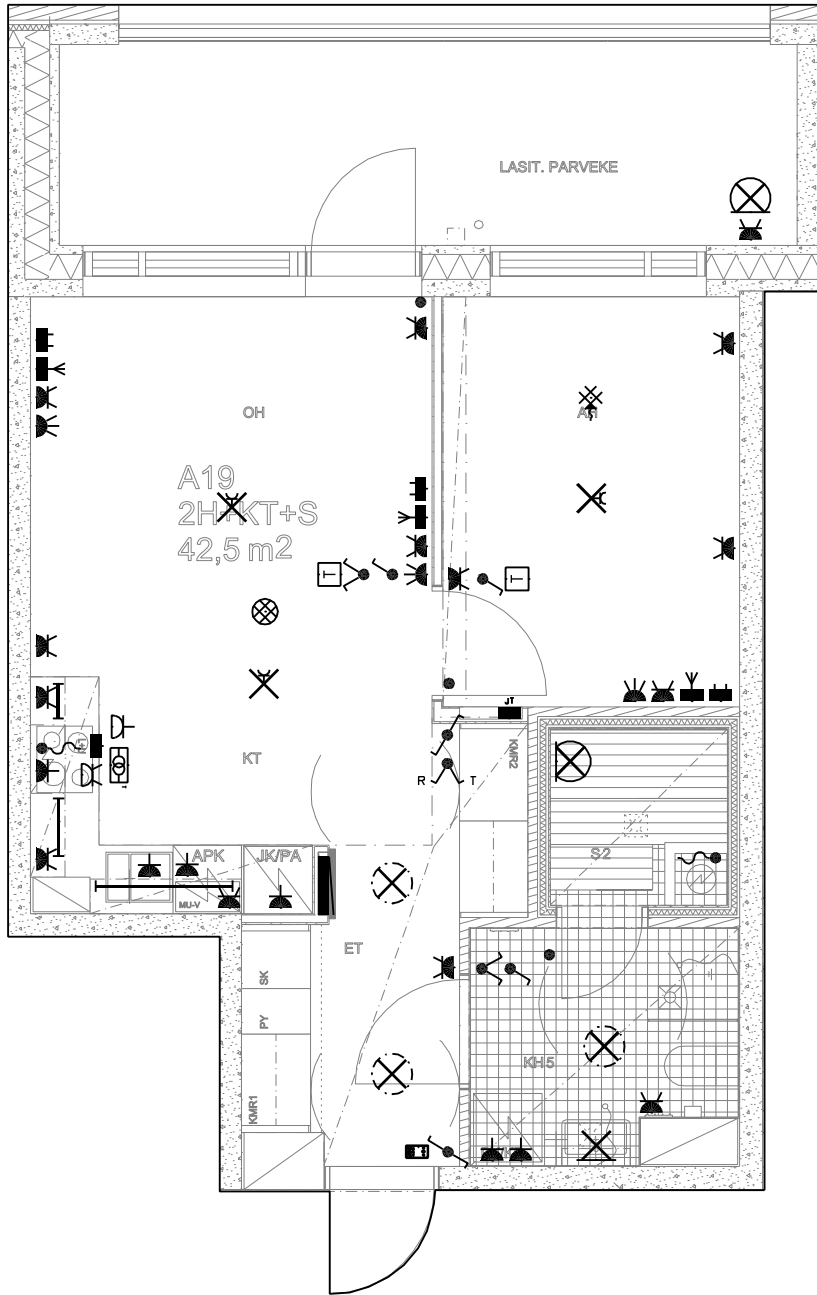 LASIT. PARVEKE
OH
AH
A19
2H+KT+S
42,5 m2
T
T
JT
KT
KMR2
R
T
LH
S2
APK
JK/PA
MU-V
ET
SK
PY
KMR1
KH5